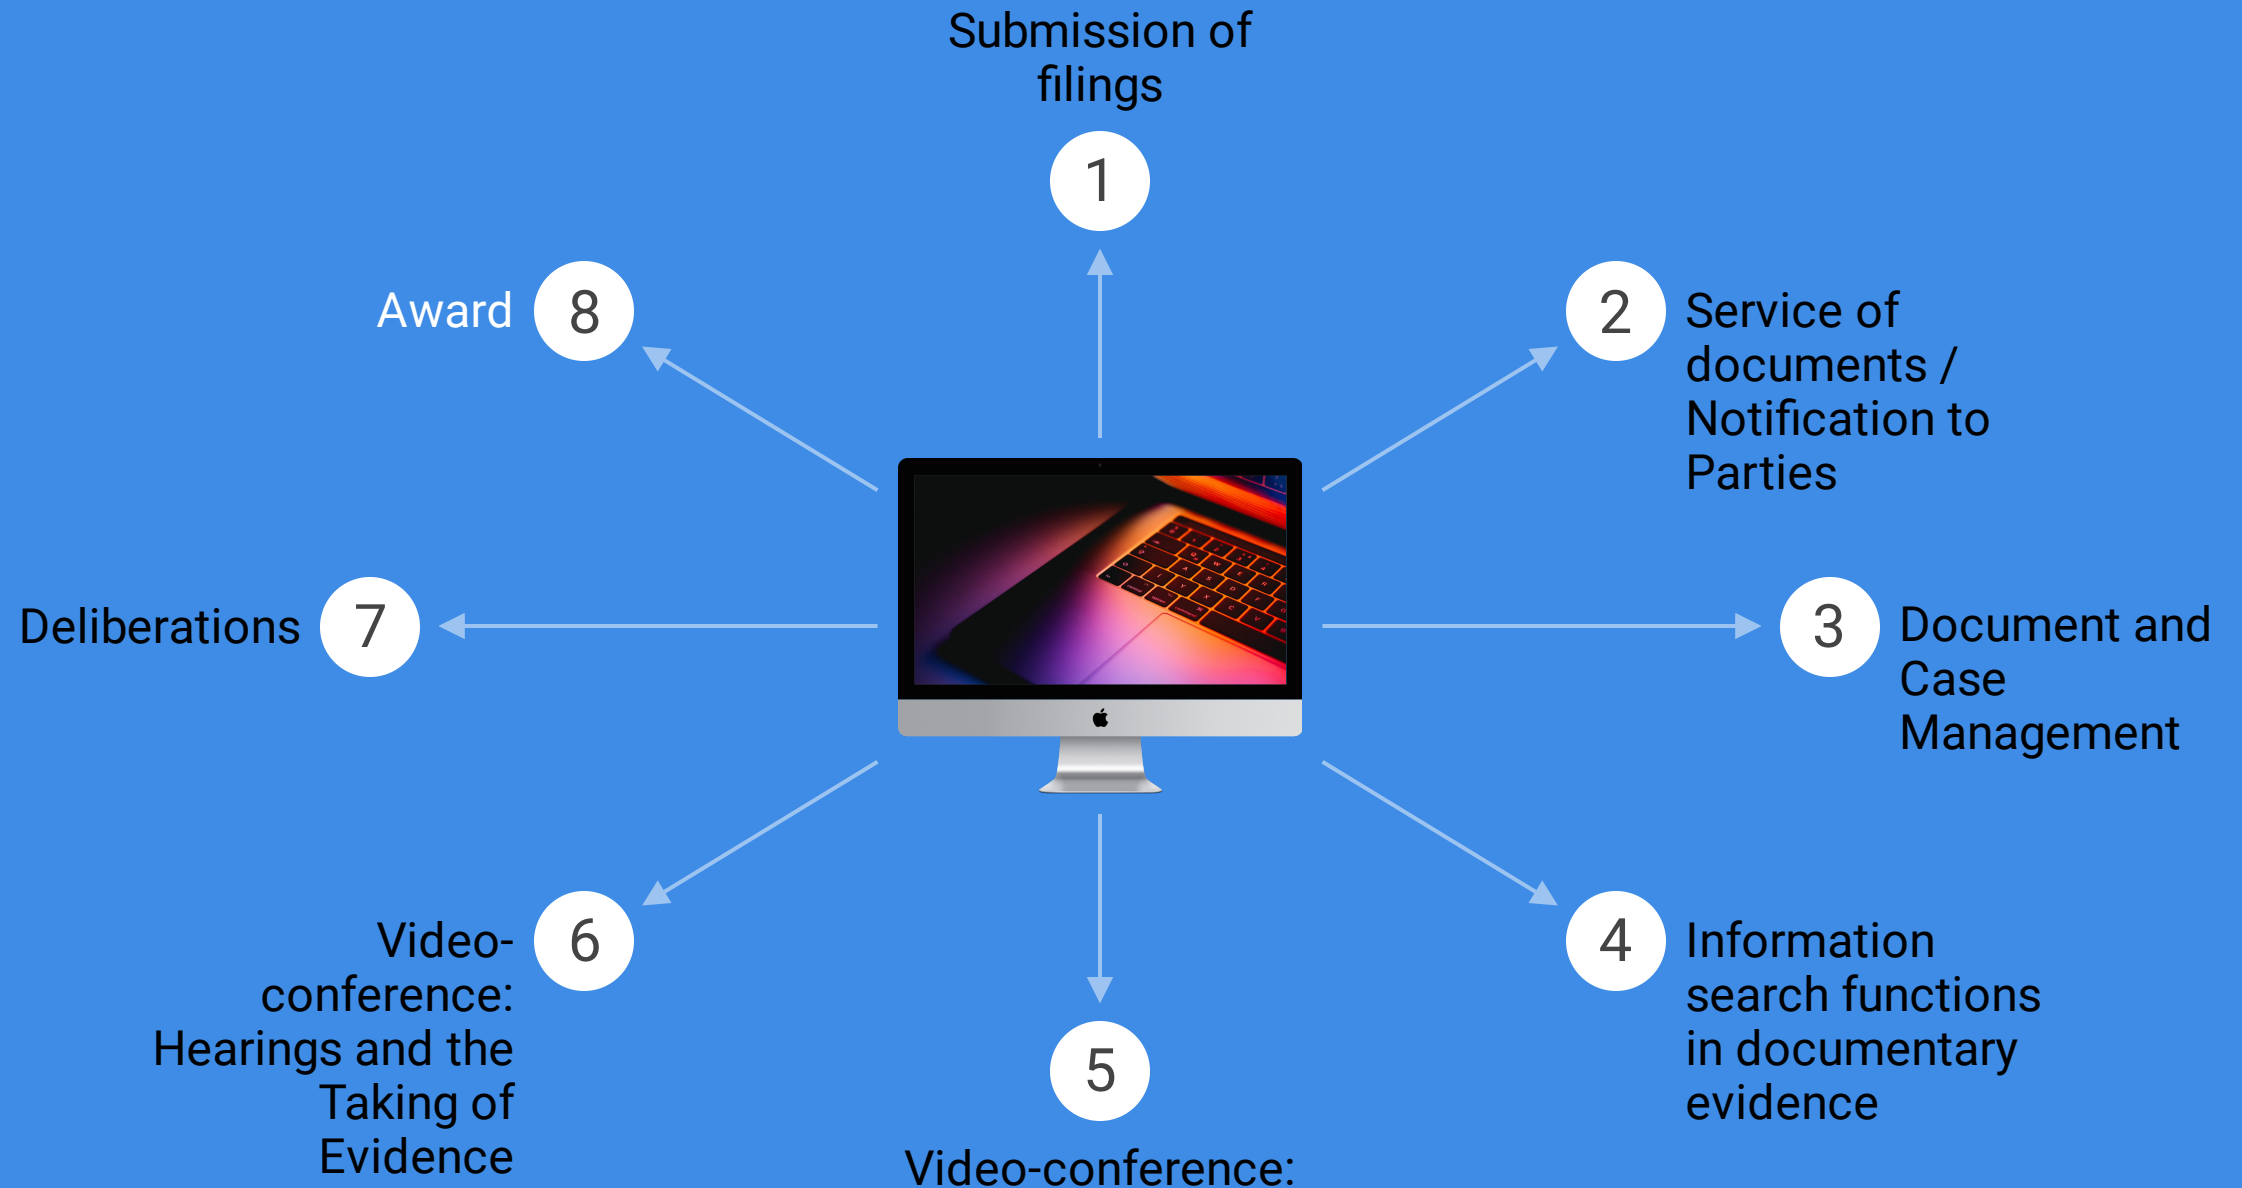 Submission of
filings
1
2
Service of
documents /
Notification to
Parties
3
Document and
Case
Management
4
Information
search functions
in documentary
evidence
5
Video-conference:
6
Video-
conference:
Hearings and the
Taking of
Evidence
7
Deliberations
8
Award